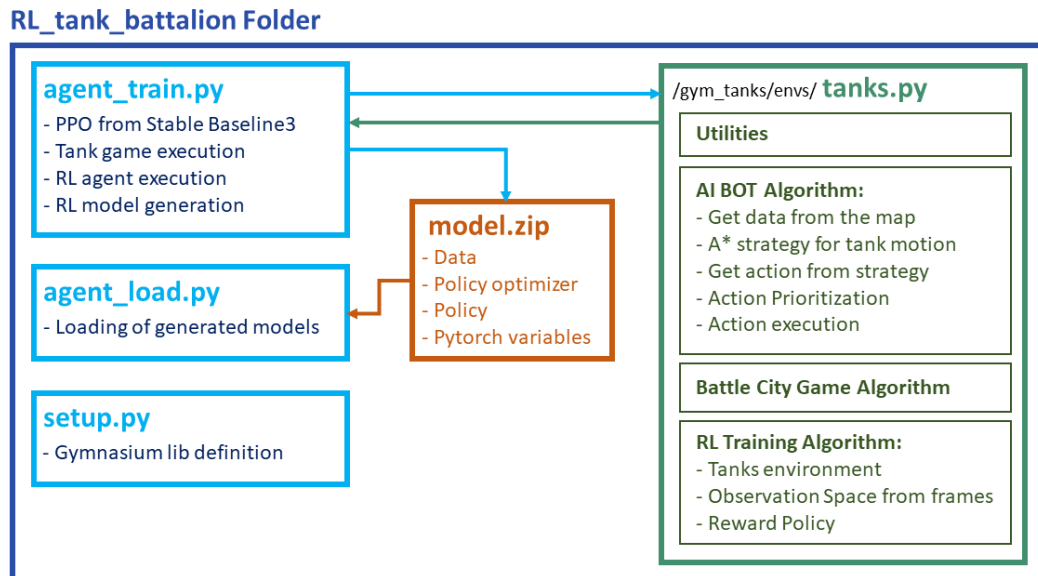 RL_tank_battalion Folder
agent_train.py
- PPO from Stable Baseline3
- Tank game execution
- RL agent execution
- RL model generation
agent_load.py
- Loading of generated models
setup.py
- Gymnasium lib definition
model.zip
- Data
- Policy optimizer
- Policy
- Pytorch variables
/gym_tanks/envs/ tanks.py
Utilities
AI BOT Algorithm:
- Get data from the map
- A* strategy for tank motion
- Get action from strategy
- Action Prioritization
- Action execution
Battle City Game Algorithm
RL Training Algorithm:
- Tanks environment
- Observation Space from frames
- Reward Policy